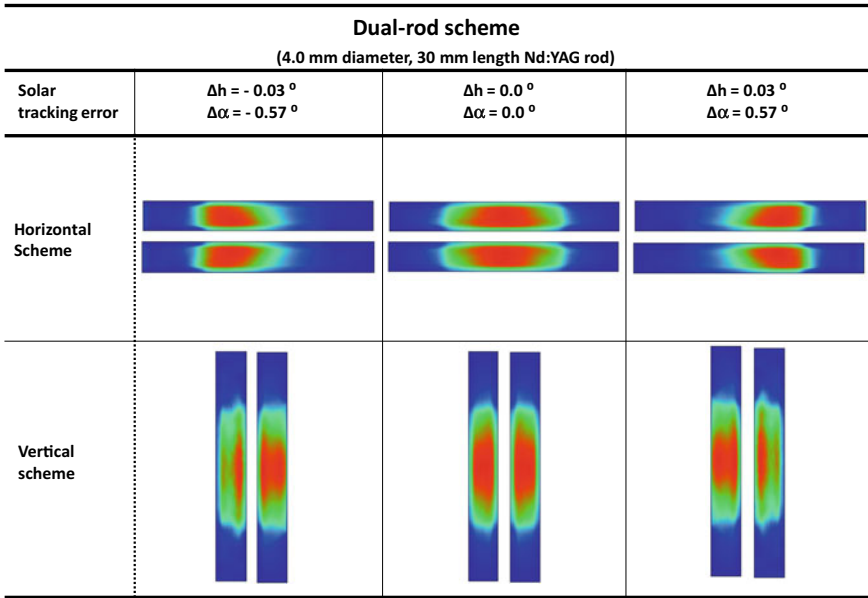 Dual-rod scheme
(4.0 mm diameter, 30 mm length Nd:YAG rod)
Solar
tracking error
Δh = - 0.03 º
Δα = - 0.57 º
Δh = 0.0 º
Δα = 0.0 º
Δh = 0.03 º
Δα = 0.57 º
Horizontal
Scheme
Vertical
scheme